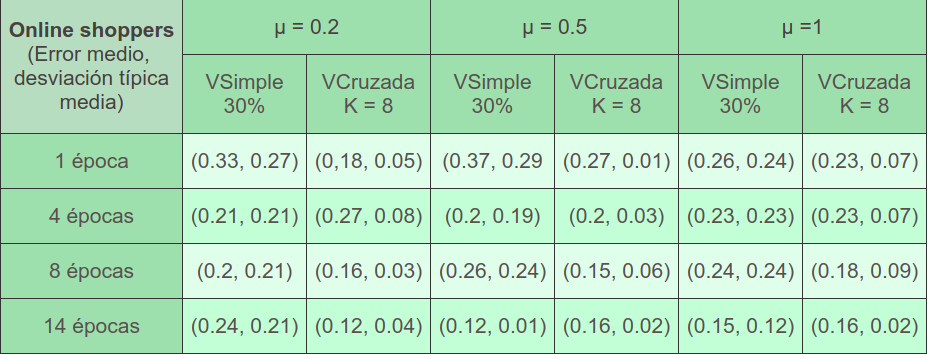 Online shoppers
(Error medio,
desviación típica
media)
μ = 0.2
μ = 0.5
μ =1
VSimple
30%
VCruzada
K = 8
VSimple
30%
VCruzada
K = 8
VSimple
30%
VCruzada
K = 8
1 época
(0.33, 0.27)
(0,18, 0.05)
(0.37, 0.29
(0.27, 0.01)
(0.26, 0.24)
(0.23, 0.07)
4 épocas
(0.21, 0.21)
(0.27, 0.08)
(0.2, 0.19)
(0.2, 0.03)
(0.23, 0.23)
(0.23, 0.07)
8 épocas
(0.2, 0.21)
(0.16, 0.03)
(0.26, 0.24)
(0.15, 0.06)
(0.24, 0.24)
(0.18, 0.09)
14 épocas
(0.24, 0.21)
(0.12, 0.04)
(0.12, 0.01)
(0.16, 0.02)
(0.15, 0.12)
(0.16, 0.02)